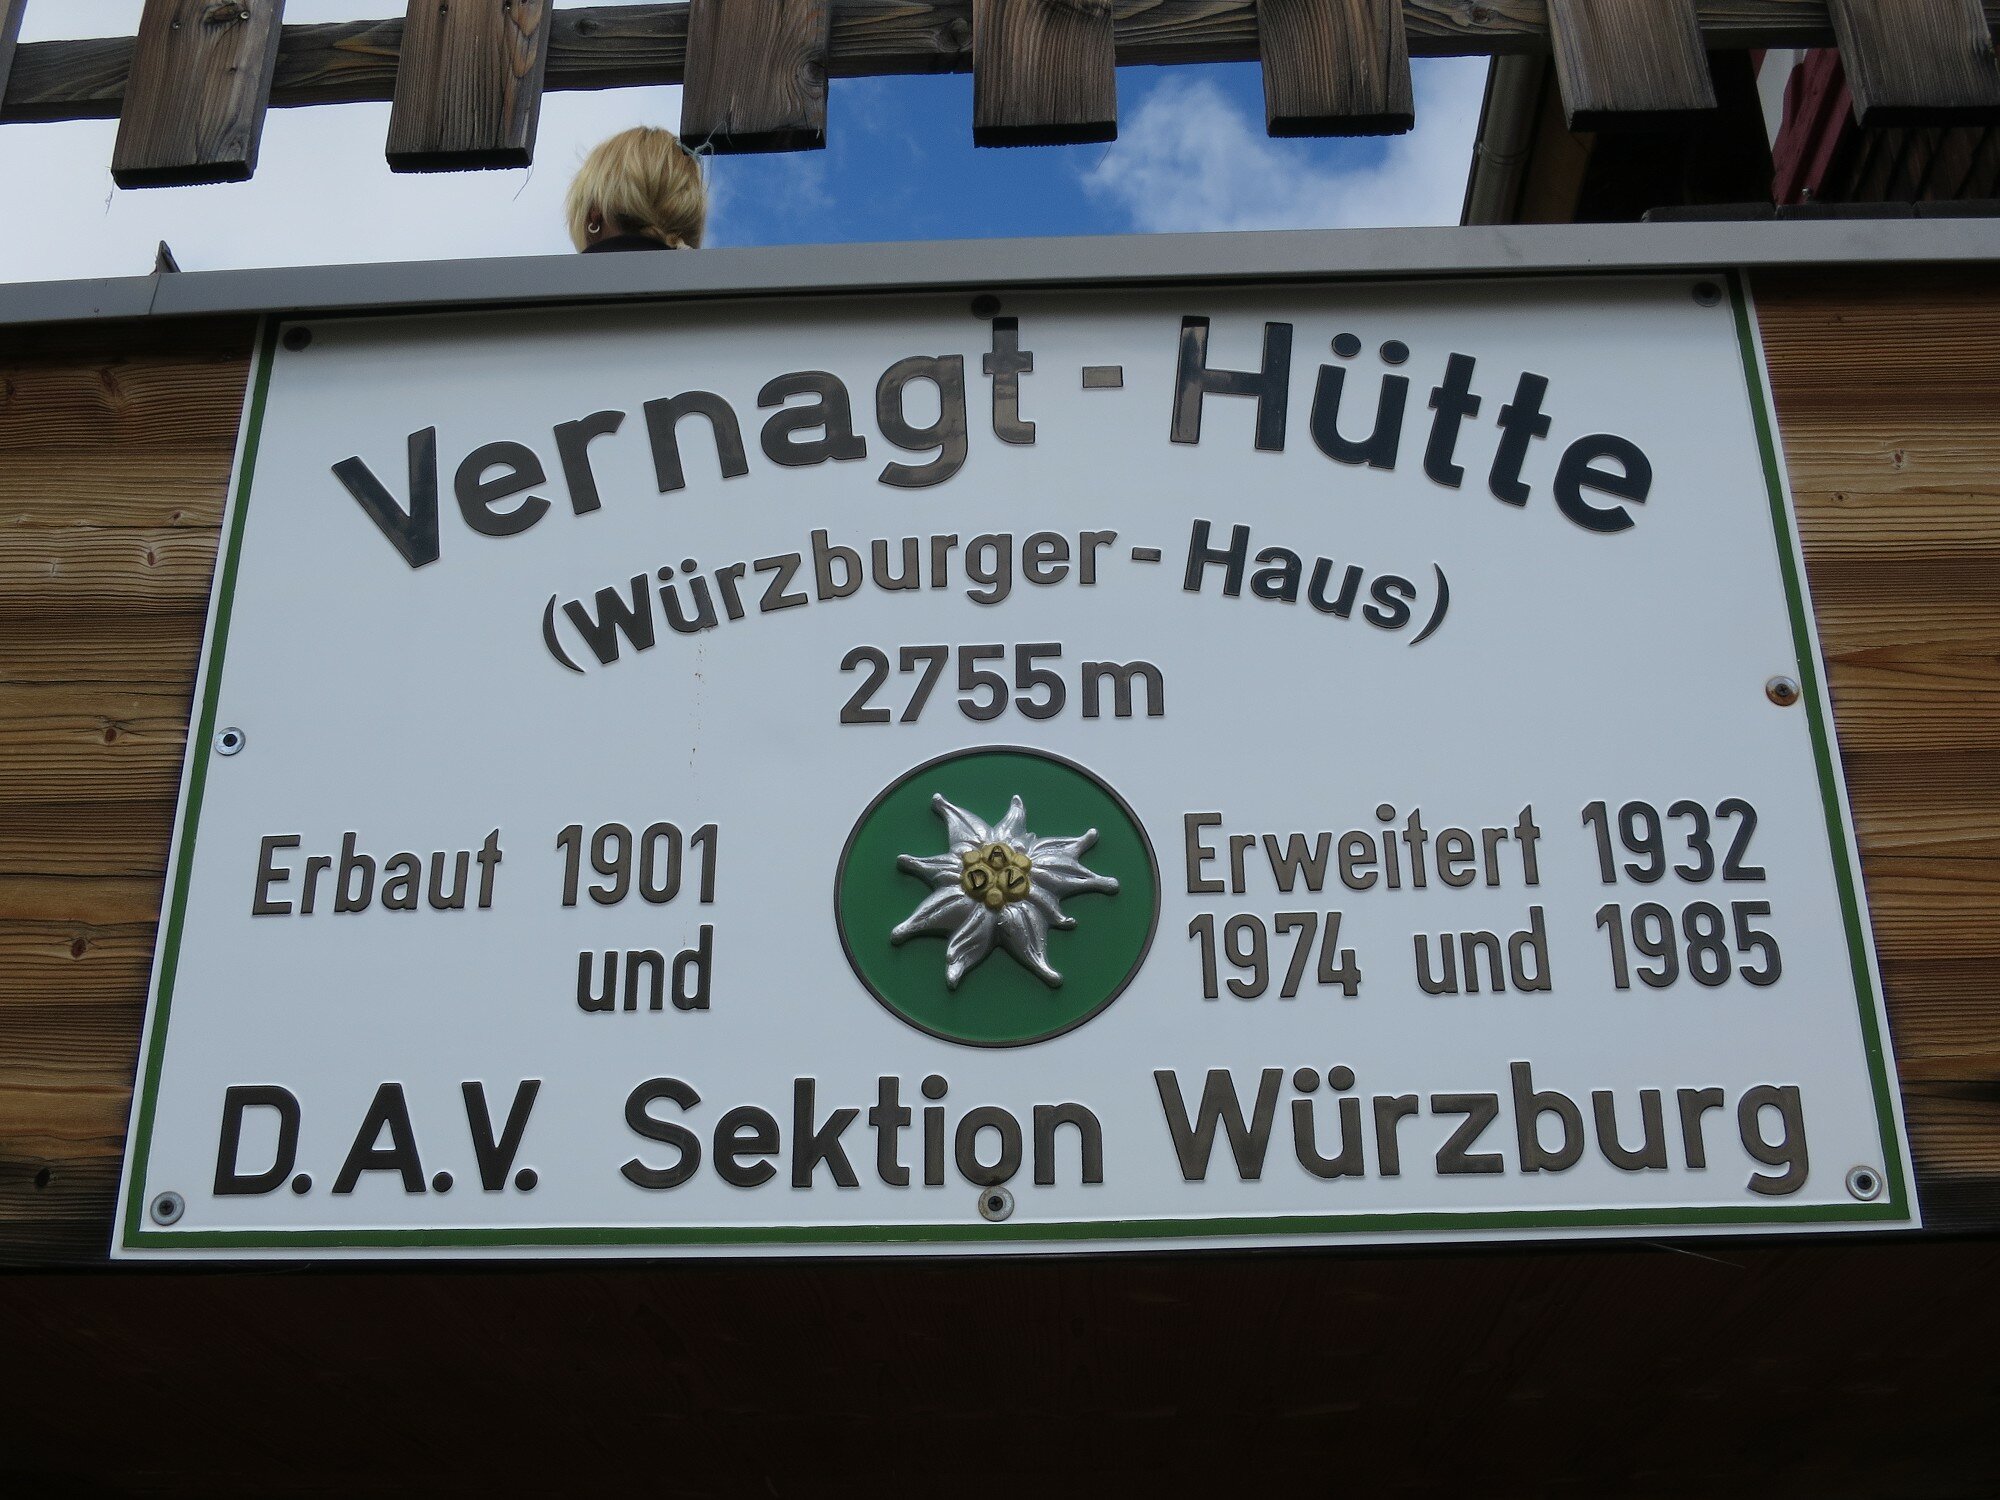 Vernagt-Hütte
(Würzburger-Haus)
2755m
Erbaut 1901
und
DAV
Erweitert 1932
1974 und 1985
D.A.V. Sektion Würzburg